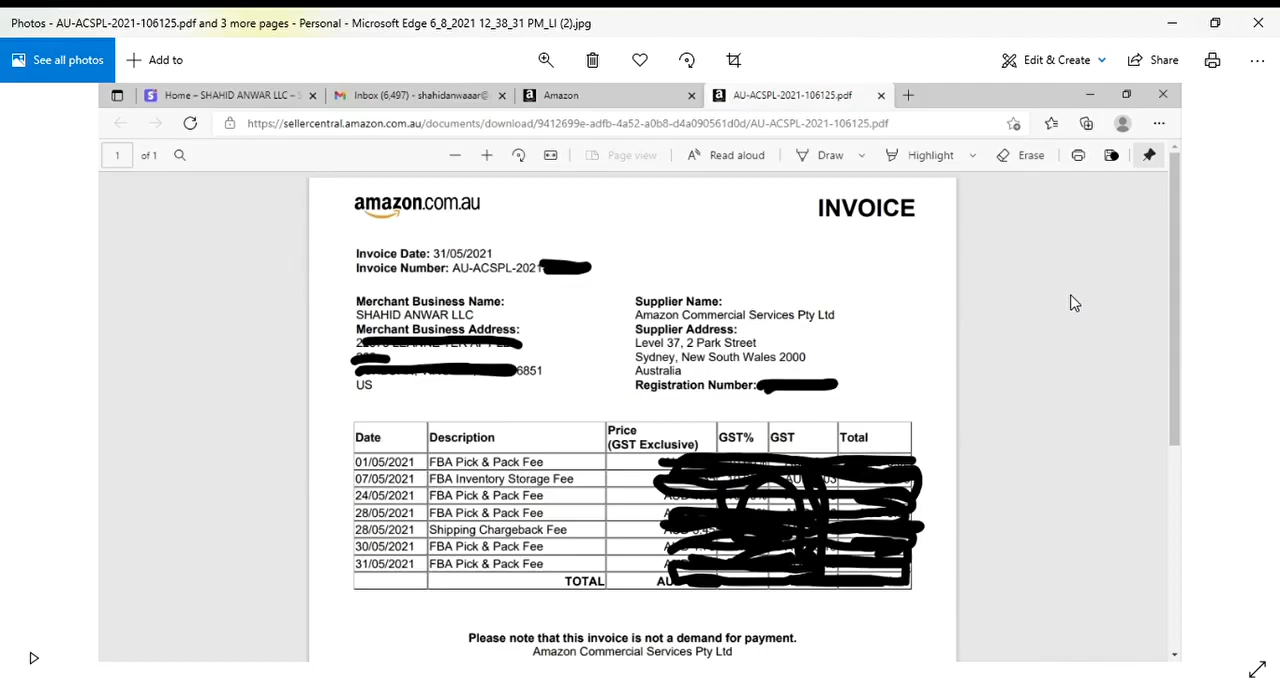 Photos - AU-ACSPL-2021-106125.pdf and 3 more pages - Personal - Microsoft Edge 6_8_2021 12_38_31 PM_LI (2).jpg
See all photos
Add to
Edit & Create
Share
Home – SHAHID ANWAR LLC –
Inbox (6,497) - shahidanwaaar@
Amazon
AU-ACSPL-2021-106125.pdf
https://sellercentral.amazon.com.au/documents/download/9412699e-adfb-4a52-a0b8-d4a090561d0d/AU-ACSPL-2021-106125.pdf
1 of 1
Page view
Read aloud
Draw
Highlight
Erase
amazon.com.au
INVOICE
Invoice Date: 31/05/2021
Invoice Number: AU-ACSPL-2021
Merchant Business Name:
SHAHID ANWAR LLC
Merchant Business Address:
6851
US
Supplier Name:
Amazon Commercial Services Pty Ltd
Supplier Address:
Level 37, 2 Park Street
Sydney, New South Wales 2000
Australia
Registration Number:
Date Description Price (GST Exclusive) GST% GST Total
01/05/2021 FBA Pick & Pack Fee
07/05/2021 FBA Inventory Storage Fee
24/05/2021 FBA Pick & Pack Fee
28/05/2021 FBA Pick & Pack Fee
28/05/2021 Shipping Chargeback Fee
30/05/2021 FBA Pick & Pack Fee
31/05/2021 FBA Pick & Pack Fee
TOTAL
Please note that this invoice is not a demand for payment.
Amazon Commercial Services Pty Ltd